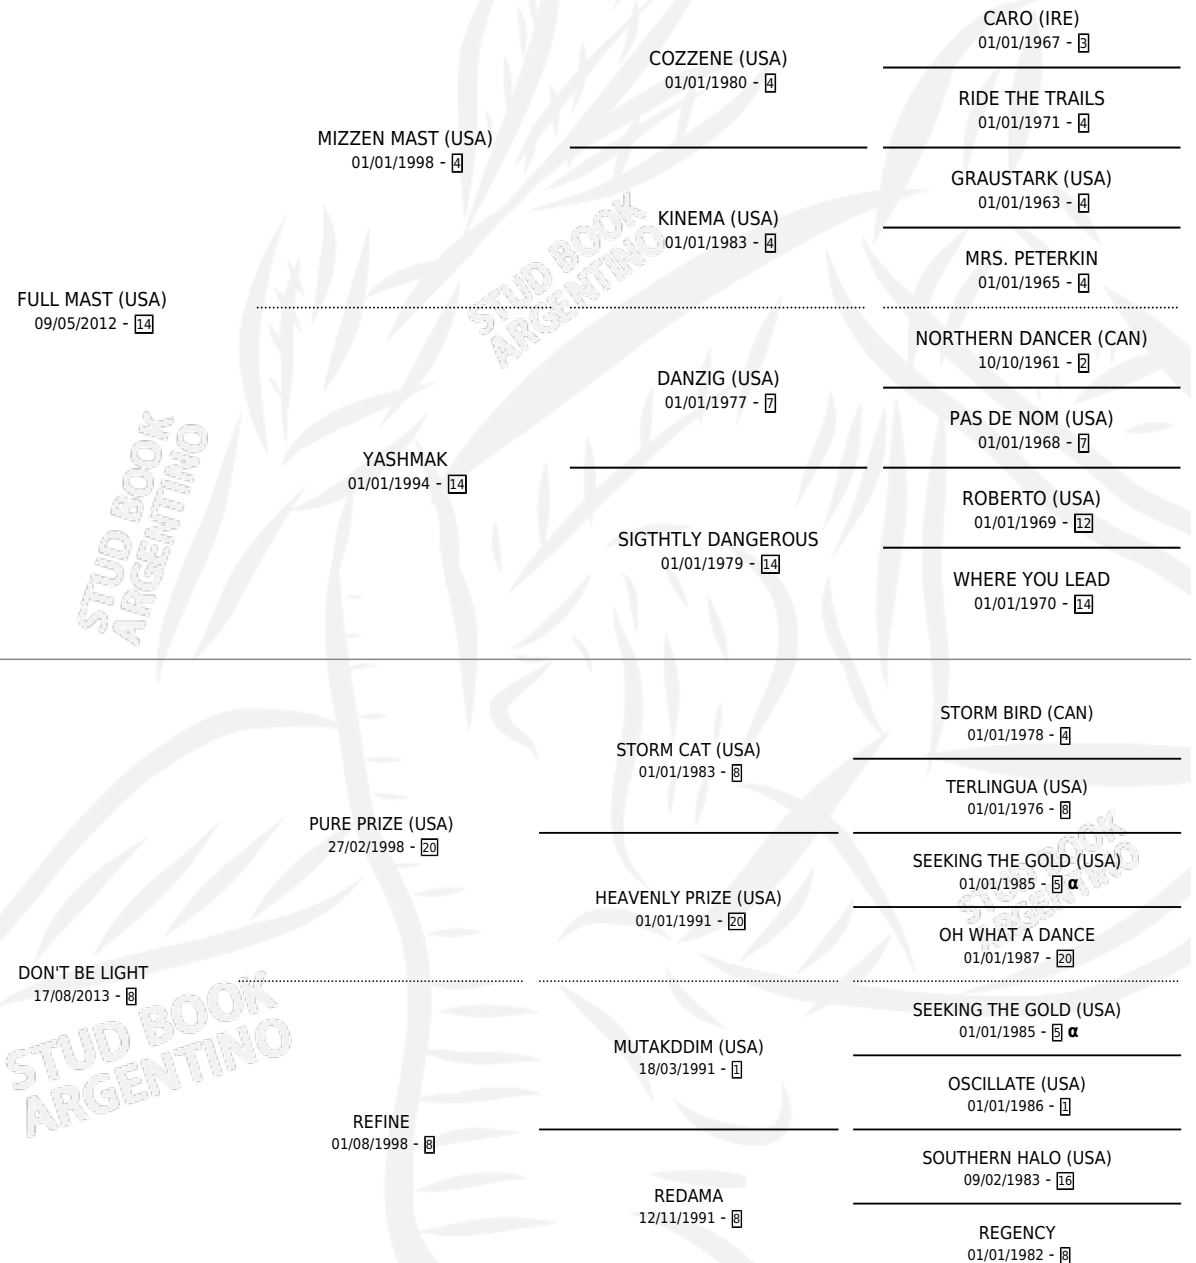 CARO (IRE)
01/01/1967 - 3
COZZENE (USA)
01/01/1980 - 4
RIDE THE TRAILS
01/01/1971 - 4
MIZZEN MAST (USA)
01/01/1998 - 4
GRAUSTARK (USA)
01/01/1963 - 4
KINEMA (USA)
01/01/1983 - 4
MRS. PETERKIN
01/01/1965 - 4
FULL MAST (USA)
09/05/2012 - 14
NORTHERN DANCER (CAN)
10/10/1961 - 2
DANZIG (USA)
01/01/1977 - 7
PAS DE NOM (USA)
01/01/1968 - 7
YASHMAK
01/01/1994 - 14
ROBERTO (USA)
01/01/1969 - 12
SIGTHTLY DANGEROUS
01/01/1979 - 14
WHERE YOU LEAD
01/01/1970 - 14
STORM BIRD (CAN)
01/01/1978 - 4
STORM CAT (USA)
01/01/1983 - 8
TERLINGUA (USA)
01/01/1976 - 8
PURE PRIZE (USA)
27/02/1998 - 20
SEEKING THE GOLD (USA)
01/01/1985 - 5 α
HEAVENLY PRIZE (USA)
01/01/1991 - 20
OH WHAT A DANCE
01/01/1987 - 20
DON'T BE LIGHT
17/08/2013 - 8
SEEKING THE GOLD (USA)
01/01/1985 - 5 α
MUTAKDDIM (USA)
18/03/1991 - 1
OSCILLATE (USA)
01/01/1986 - 1
REFINE
01/08/1998 - 8
SOUTHERN HALO (USA)
09/02/1983 - 16
REDAMA
12/11/1991 - 8
REGENCY
01/01/1982 - 8
STUD BOOK
ARGENTINO
STUD BOOK
ARGENTINO
STUD BOOK
ARGENTINO
STUD BOOK
ARGENTINO